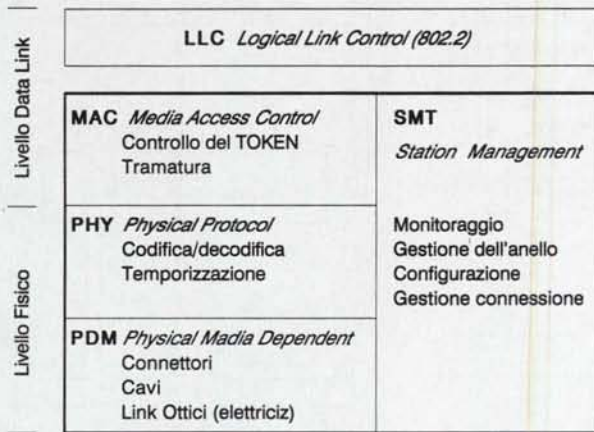 Livello Data Link
LLC Logical Link Control (802.2)
MAC Media Access Control
Controllo del TOKEN
Tramatura
SMT
Station Management
Livello Fisico
PHY Physical Protocol
Codifica/decodifica
Temporizzazione
Monitoraggio
Gestione dell'anello
Configurazione
Gestione connessione
PDM Physical Madia Dependent
Connettori
Cavi
Link Ottici (elettriciz)